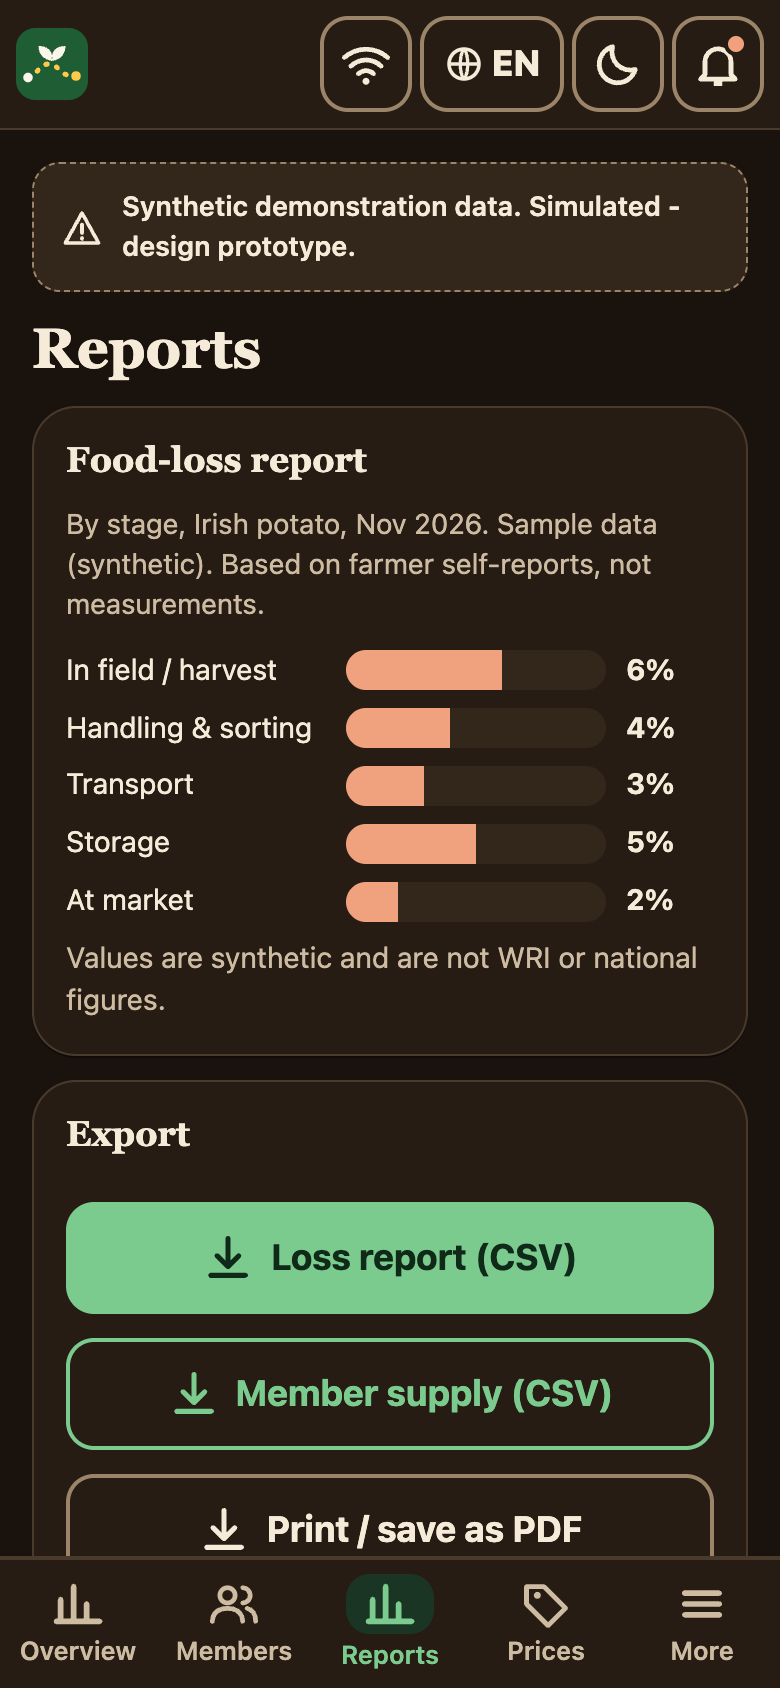 EN
Synthetic demonstration data. Simulated -
design prototype.
Reports
Food-loss report
By stage, Irish potato, Nov 2026. Sample data
(synthetic). Based on farmer self-reports, not
measurements.
In field / harvest 6%
Handling & sorting 4%
Transport 3%
Storage 5%
At market 2%
Values are synthetic and are not WRI or national
figures.
Export
Loss report (CSV)
Member supply (CSV)
Print / save as PDF
Overview Members Reports Prices More